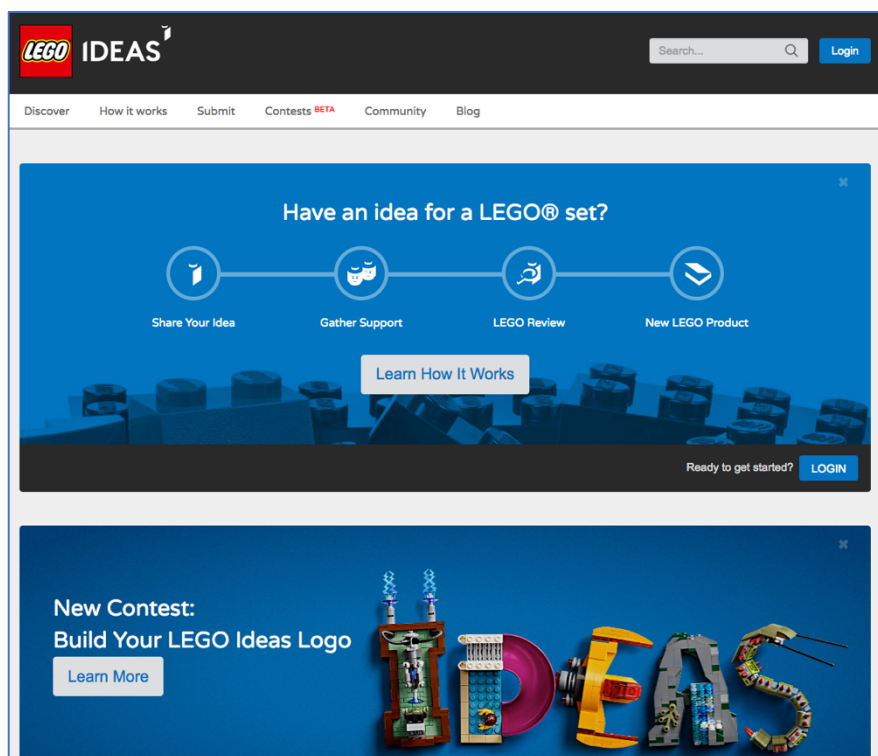 LEGO IDEAS
Search...
Login
Discover How it works Submit Contests BETA Community Blog
Have an idea for a LEGO® set?
Share Your Idea Gather Support LEGO Review New LEGO Product
Learn How It Works
Ready to get started? LOGIN
New Contest:
Build Your LEGO Ideas Logo
Learn More
IDEAS